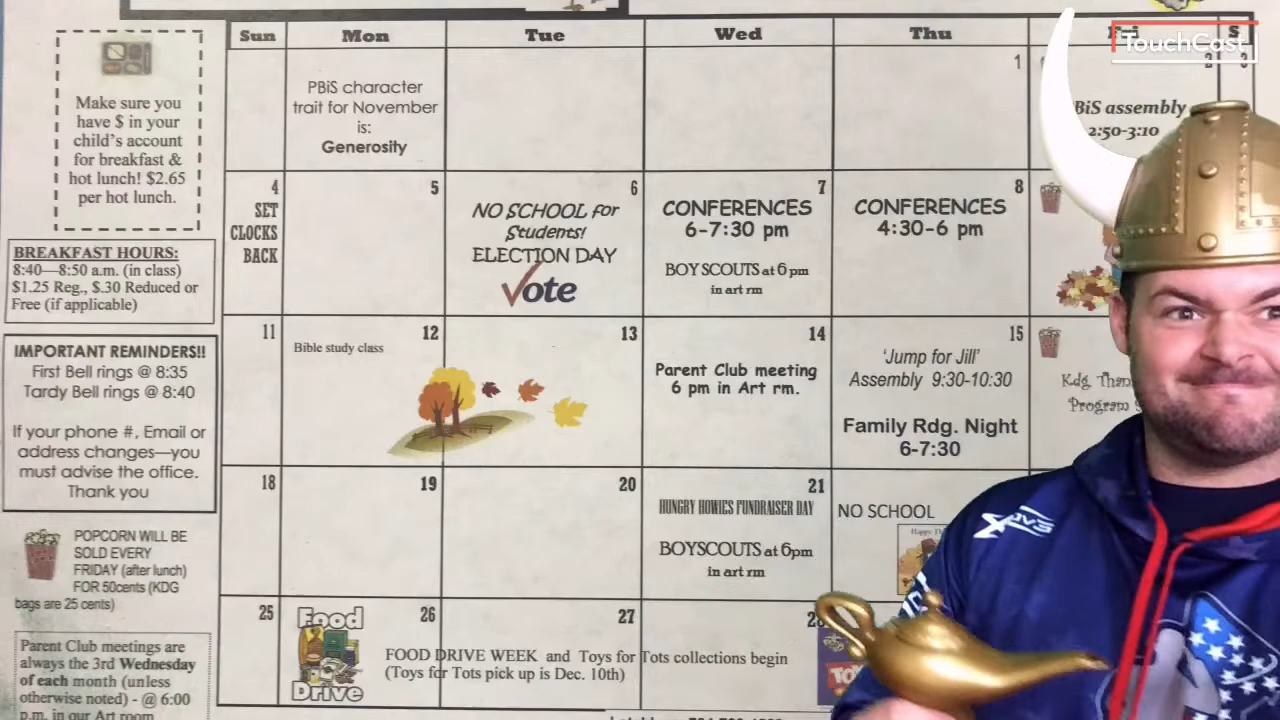 TouchCast
Sun Mon Tue Wed Thu
Make sure you
have $ in your
child's account
for breakfast &
hot lunch! $2.65
per hot lunch.
BREAKFAST HOURS:
8:40—8:50 a.m. (in class)
$1.25 Reg., $.30 Reduced or
Free (if applicable)
IMPORTANT REMINDERS!!
First Bell rings @ 8:35
Tardy Bell rings @ 8:40
If your phone #, Email or
address changes—you
must advise the office.
Thank you
POPCORN WILL BE
SOLD EVERY
FRIDAY (after lunch)
FOR 50cents (KDG
bags are 25 cents)
Parent Club meetings are
always the 3rd Wednesday
of each month (unless
otherwise noted) - @ 6:00
p.m. in our Art room
PBiS character
trait for November
is:
Generosity
1
2
BiS assembly
2:50-3:10
3
4
SET
CLOCKS
BACK
5
6
NO SCHOOL for
Students!
ELECTION DAY
Vote
7
CONFERENCES
6-7:30 pm
BOY SCOUTS at 6 pm
in art rm
8
CONFERENCES
4:30-6 pm
11
12
Bible study class
13
14
Parent Club meeting
6 pm in Art rm.
15
'Jump for Jill'
Assembly 9:30-10:30
Family Rdg. Night
6-7:30
Kdg. Than
Program 9
18
19
20
21
HUNGRY HOWIES FUNDRAISER DAY
BOYSCOUTS at 6pm
in art rm
NO SCHOOL
25
26
Food
Drive
27
FOOD DRIVE WEEK and Toys for Tots collections begin
(Toys for Tots pick up is Dec. 10th)